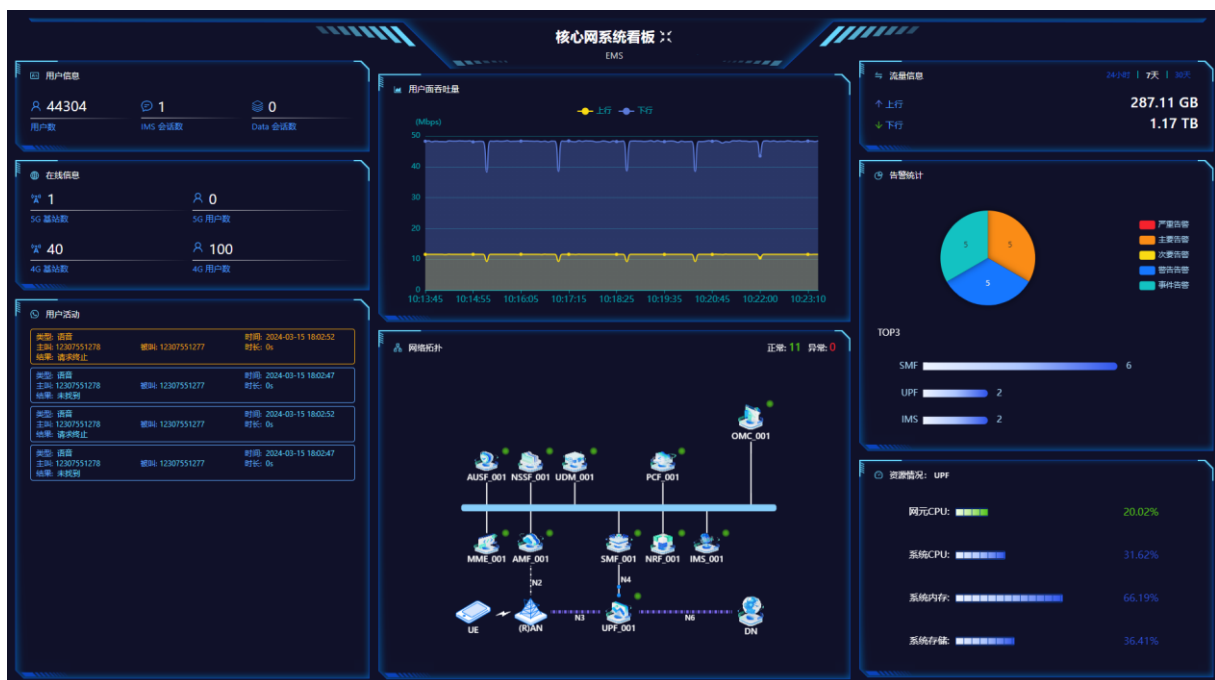 核心网系统看板
EMS
用户信息
44304
用户数
1
IMS 会话数
0
Data 会话数
在线信息
1
5G 基站数
0
5G 用户数
40
4G 基站数
100
4G 用户数
用户活动
类型: 语音 时间: 2024-03-15 18:02:52
主叫: 12307551278 被叫: 12307551277 时长: 0s
结果: 请求终止
类型: 语音 时间: 2024-03-15 18:02:47
主叫: 12307551278 被叫: 12307551277 时长: 0s
结果: 未找到
类型: 语音 时间: 2024-03-15 18:02:52
主叫: 12307551278 被叫: 12307551277 时长: 0s
结果: 请求终止
类型: 语音 时间: 2024-03-15 18:02:47
主叫: 12307551278 被叫: 12307551277 时长: 0s
结果: 未找到
用户面吞吐量
上行 下行
(Mbps)
50
40
30
20
10
0
10:13:45 10:14:55 10:16:05 10:17:15 10:18:25 10:19:35 10:20:45 10:22:00 10:23:10
网络拓扑 正常: 11 异常: 0
OMC_001
AUSF_001 NSSF_001 UDM_001 PCF_001
MME_001 AMF_001 SMF_001 NRF_001 IMS_001
N2 N4
N3 N6
UE (R)AN UPF_001 DN
流量信息 24小时 | 7天 | 30天
上行 287.11 GB
下行 1.17 TB
告警统计
5 5
5
严重告警
主要告警
次要告警
警告告警
事件告警
TOP3
SMF 6
UPF 2
IMS 2
资源情况: UPF
网元CPU: 20.02%
系统CPU: 31.62%
系统内存: 66.19%
系统存储: 36.41%